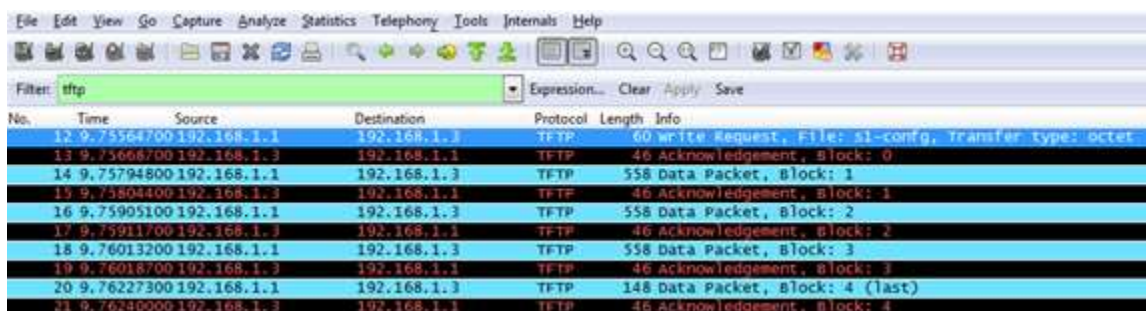 File Edit View Go Capture Analyze Statistics Telephony Tools Internals Help
Filter: tftp Expression... Clear Apply Save
No. Time Source Destination Protocol Length Info
12 9.75564700 192.168.1.1 192.168.1.3 TFTP 60 Write Request, File: s1-confg, Transfer type: octet
13 9.75668700 192.168.1.3 192.168.1.1 TFTP 46 Acknowledgement, Block: 0
14 9.75794800 192.168.1.1 192.168.1.3 TFTP 558 Data Packet, Block: 1
15 9.75804400 192.168.1.3 192.168.1.1 TFTP 46 Acknowledgement, Block: 1
16 9.75905100 192.168.1.1 192.168.1.3 TFTP 558 Data Packet, Block: 2
17 9.75911700 192.168.1.3 192.168.1.1 TFTP 46 Acknowledgement, Block: 2
18 9.76013200 192.168.1.1 192.168.1.3 TFTP 558 Data Packet, Block: 3
19 9.76018700 192.168.1.3 192.168.1.1 TFTP 46 Acknowledgement, Block: 3
20 9.76227300 192.168.1.1 192.168.1.3 TFTP 148 Data Packet, Block: 4 (last)
21 9.76240000 192.168.1.3 192.168.1.1 TFTP 46 Acknowledgement, Block: 4